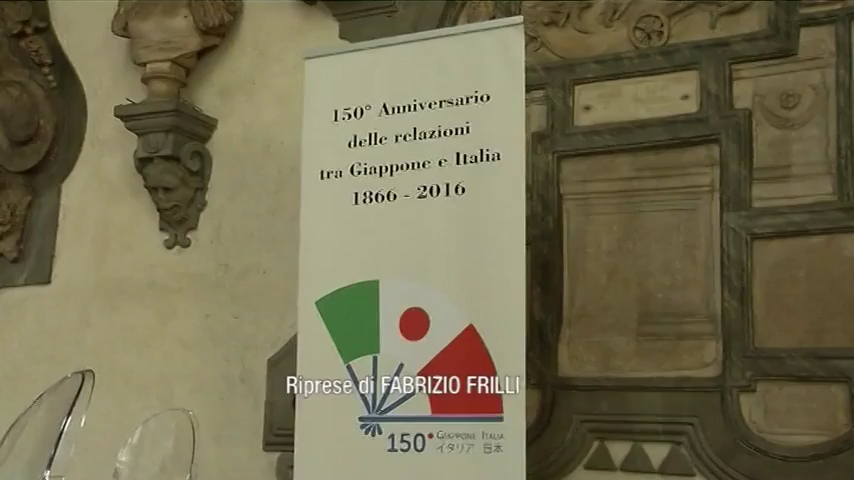 150° Anniversario
delle relazioni
tra Giappone e Italia
1866 - 2016
Riprese di FABRIZIO FRILLI
150° GIAPPONE ITALIA
イタリア 日本